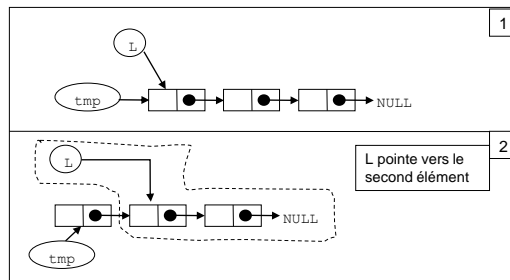 1
L
tmp
NULL
2
L
L pointe vers le
second élément
NULL
tmp